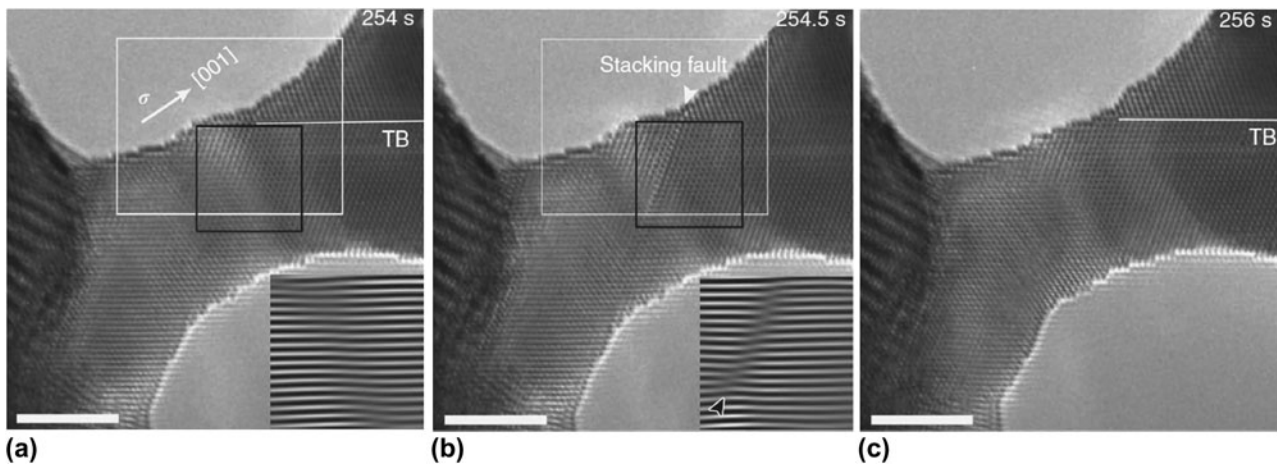 254 s
σ
[001]
TB
(a)
254.5 s
Stacking fault
(b)
256 s
TB
(c)